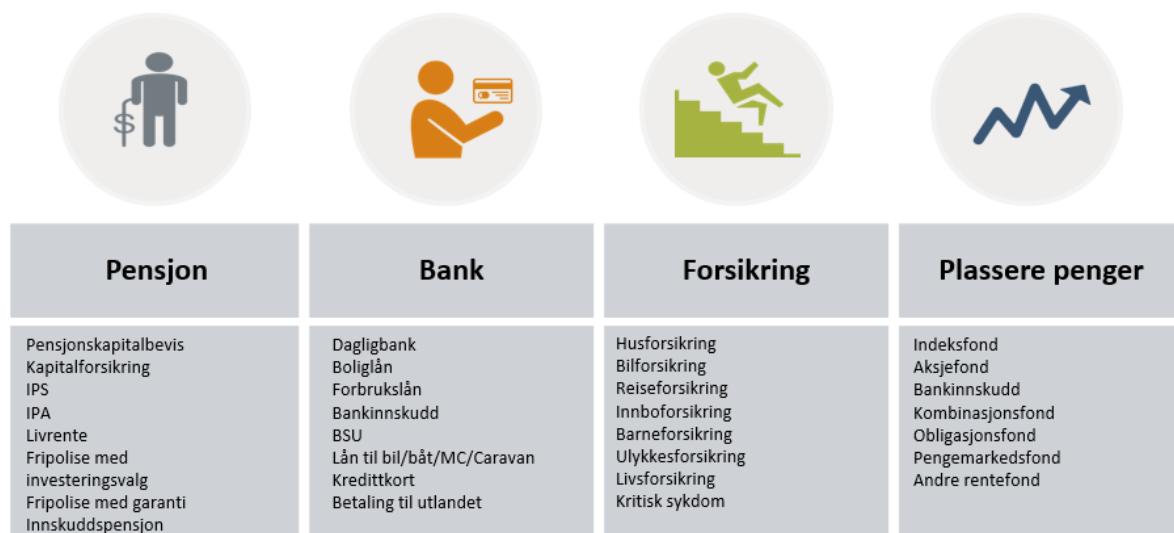 $
Pensjon
Pensjonskapitalbevis
Kapitalforsikring
IPS
IPA
Livrente
Fripolise med
investeringsvalg
Fripolise med garanti
Innskuddspensjon
Bank
Dagligbank
Boliglån
Forbrukslån
Bankinnskudd
BSU
Lån til bil/båt/MC/Caravan
Kredittkort
Betaling til utlandet
Forsikring
Husforsikring
Bilforsikring
Reiseforsikring
Innboforsikring
Barneforsikring
Ulykkesforsikring
Livsforsikring
Kritisk sykdom
Plassere penger
Indeksfond
Aksjefond
Bankinnskudd
Kombinasjonsfond
Obligasjonsfond
Pengemarkedsfond
Andre rentefond